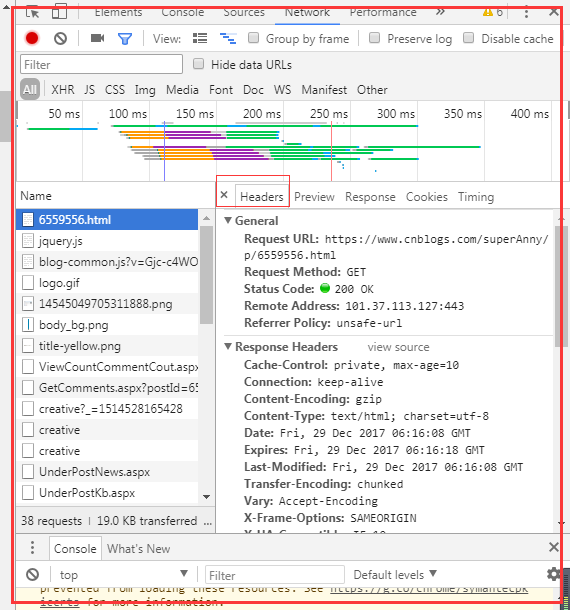 Elements Console Sources Network Performance » 6
View: Group by frame Preserve log Disable cache
Filter Hide data URLs
All XHR JS CSS Img Media Font Doc WS Manifest Other
50 ms 100 ms 150 ms 200 ms 250 ms 300 ms 350 ms 400 ms
Name
6559556.html
jquery.js
blog-common.js?v=Gjc-c4WO
logo.gif
14545049705311888.png
body_bg.png
title-yellow.png
ViewCountCommentCout.aspx
GetComments.aspx?postId=65
creative?_=1514528165428
creative
creative
UnderPostNews.aspx
UnderPostKb.aspx
38 requests | 19.0 KB transferred ...
× Headers Preview Response Cookies Timing
General
Request URL: https://www.cnblogs.com/superAnny/
p/6559556.html
Request Method: GET
Status Code: 200 OK
Remote Address: 101.37.113.127:443
Referrer Policy: unsafe-url
Response Headers view source
Cache-Control: private, max-age=10
Connection: keep-alive
Content-Encoding: gzip
Content-Type: text/html; charset=utf-8
Date: Fri, 29 Dec 2017 06:16:08 GMT
Expires: Fri, 29 Dec 2017 06:16:18 GMT
Last-Modified: Fri, 29 Dec 2017 06:16:08 GMT
Transfer-Encoding: chunked
Vary: Accept-Encoding
X-Frame-Options: SAMEORIGIN
Console What's New
top Filter Default levels
prevented from loading these resources. See https://g.co/chrome/symantecpk
icerts for more information.